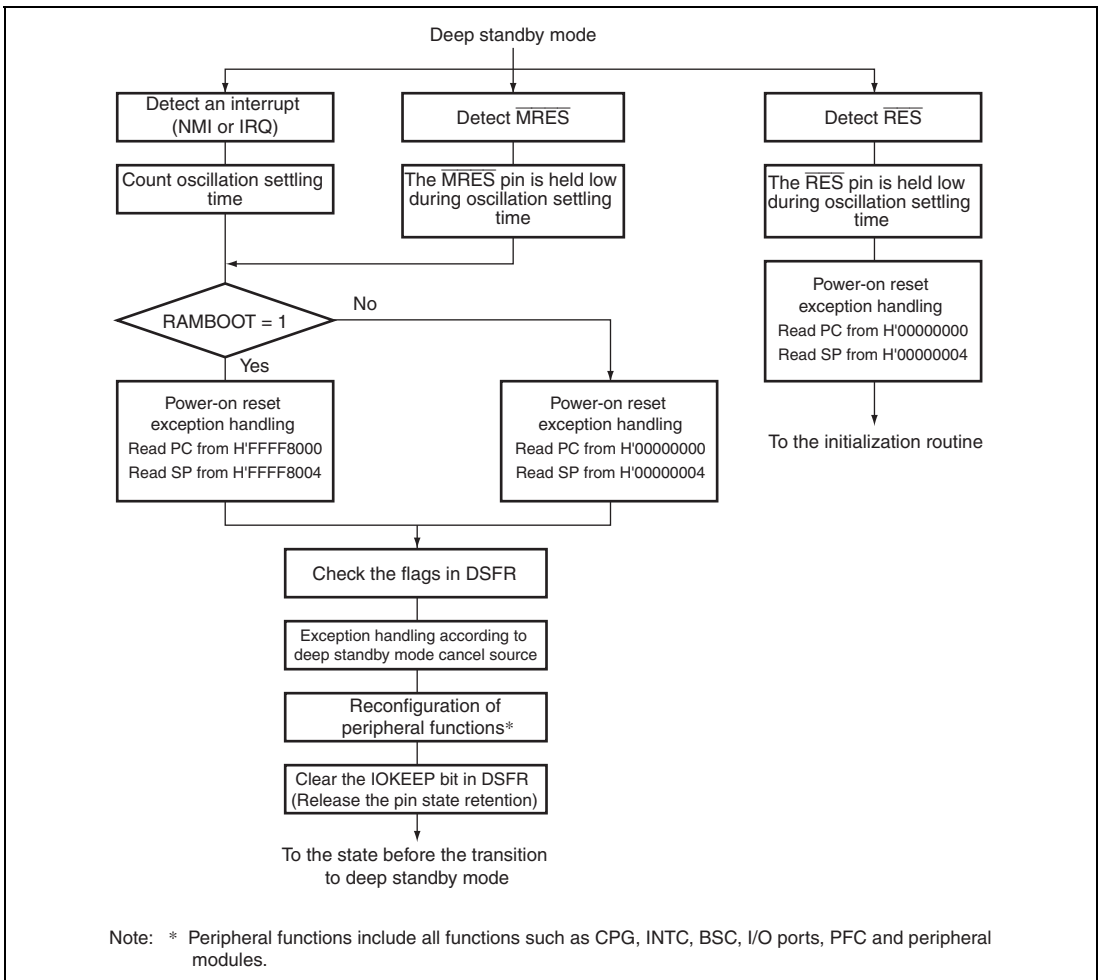 Deep standby mode
Detect an interrupt
(NMI or IRQ)
Count oscillation settling
time
Detect M̅R̅E̅S̅
The M̅R̅E̅S̅ pin is held low
during oscillation settling
time
Detect R̅E̅S̅
The R̅E̅S̅ pin is held low
during oscillation settling
time
Power-on reset
exception handling
Read PC from H'00000000
Read SP from H'00000004
To the initialization routine
RAMBOOT = 1
No
Yes
Power-on reset
exception handling
Read PC from H'FFFF8000
Read SP from H'FFFF8004
Power-on reset
exception handling
Read PC from H'00000000
Read SP from H'00000004
Check the flags in DSFR
Exception handling according to
deep standby mode cancel source
Reconfiguration of
peripheral functions*
Clear the IOKEEP bit in DSFR
(Release the pin state retention)
To the state before the transition
to deep standby mode
Note: * Peripheral functions include all functions such as CPG, INTC, BSC, I/O ports, PFC and peripheral
modules.